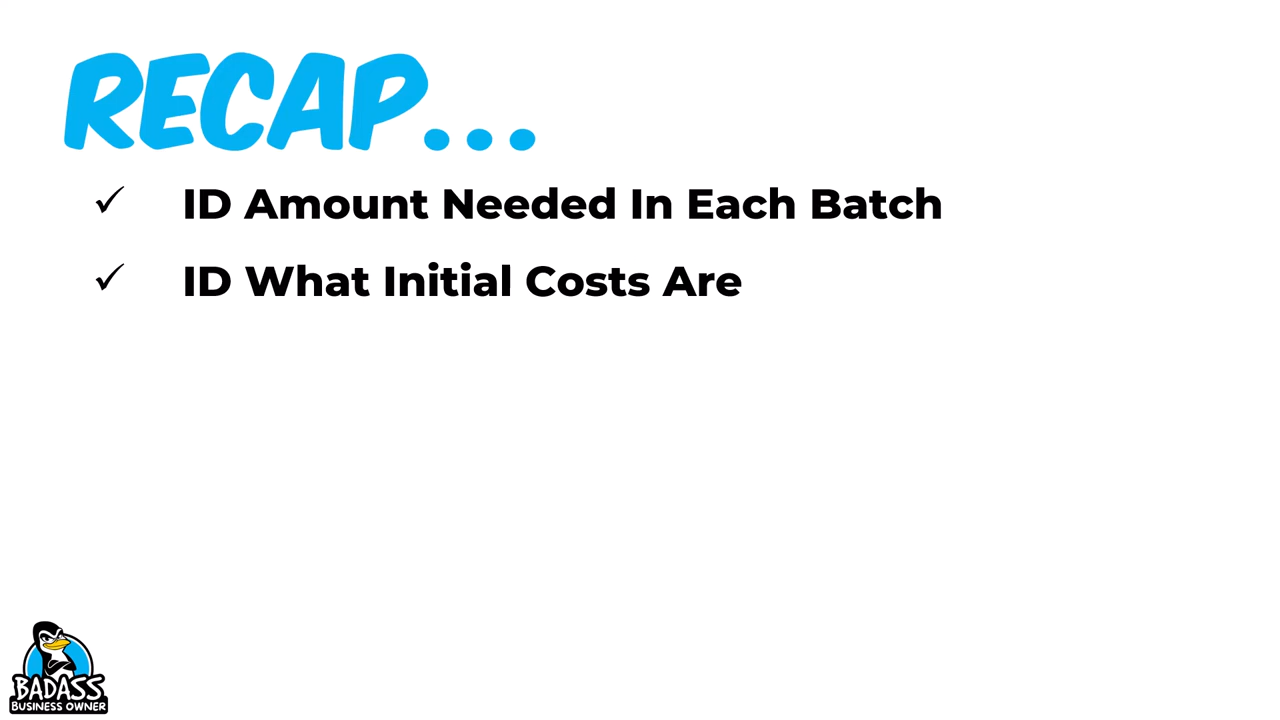 RECAP...
✓ ID Amount Needed In Each Batch
✓ ID What Initial Costs Are
BADASS
BUSINESS OWNER